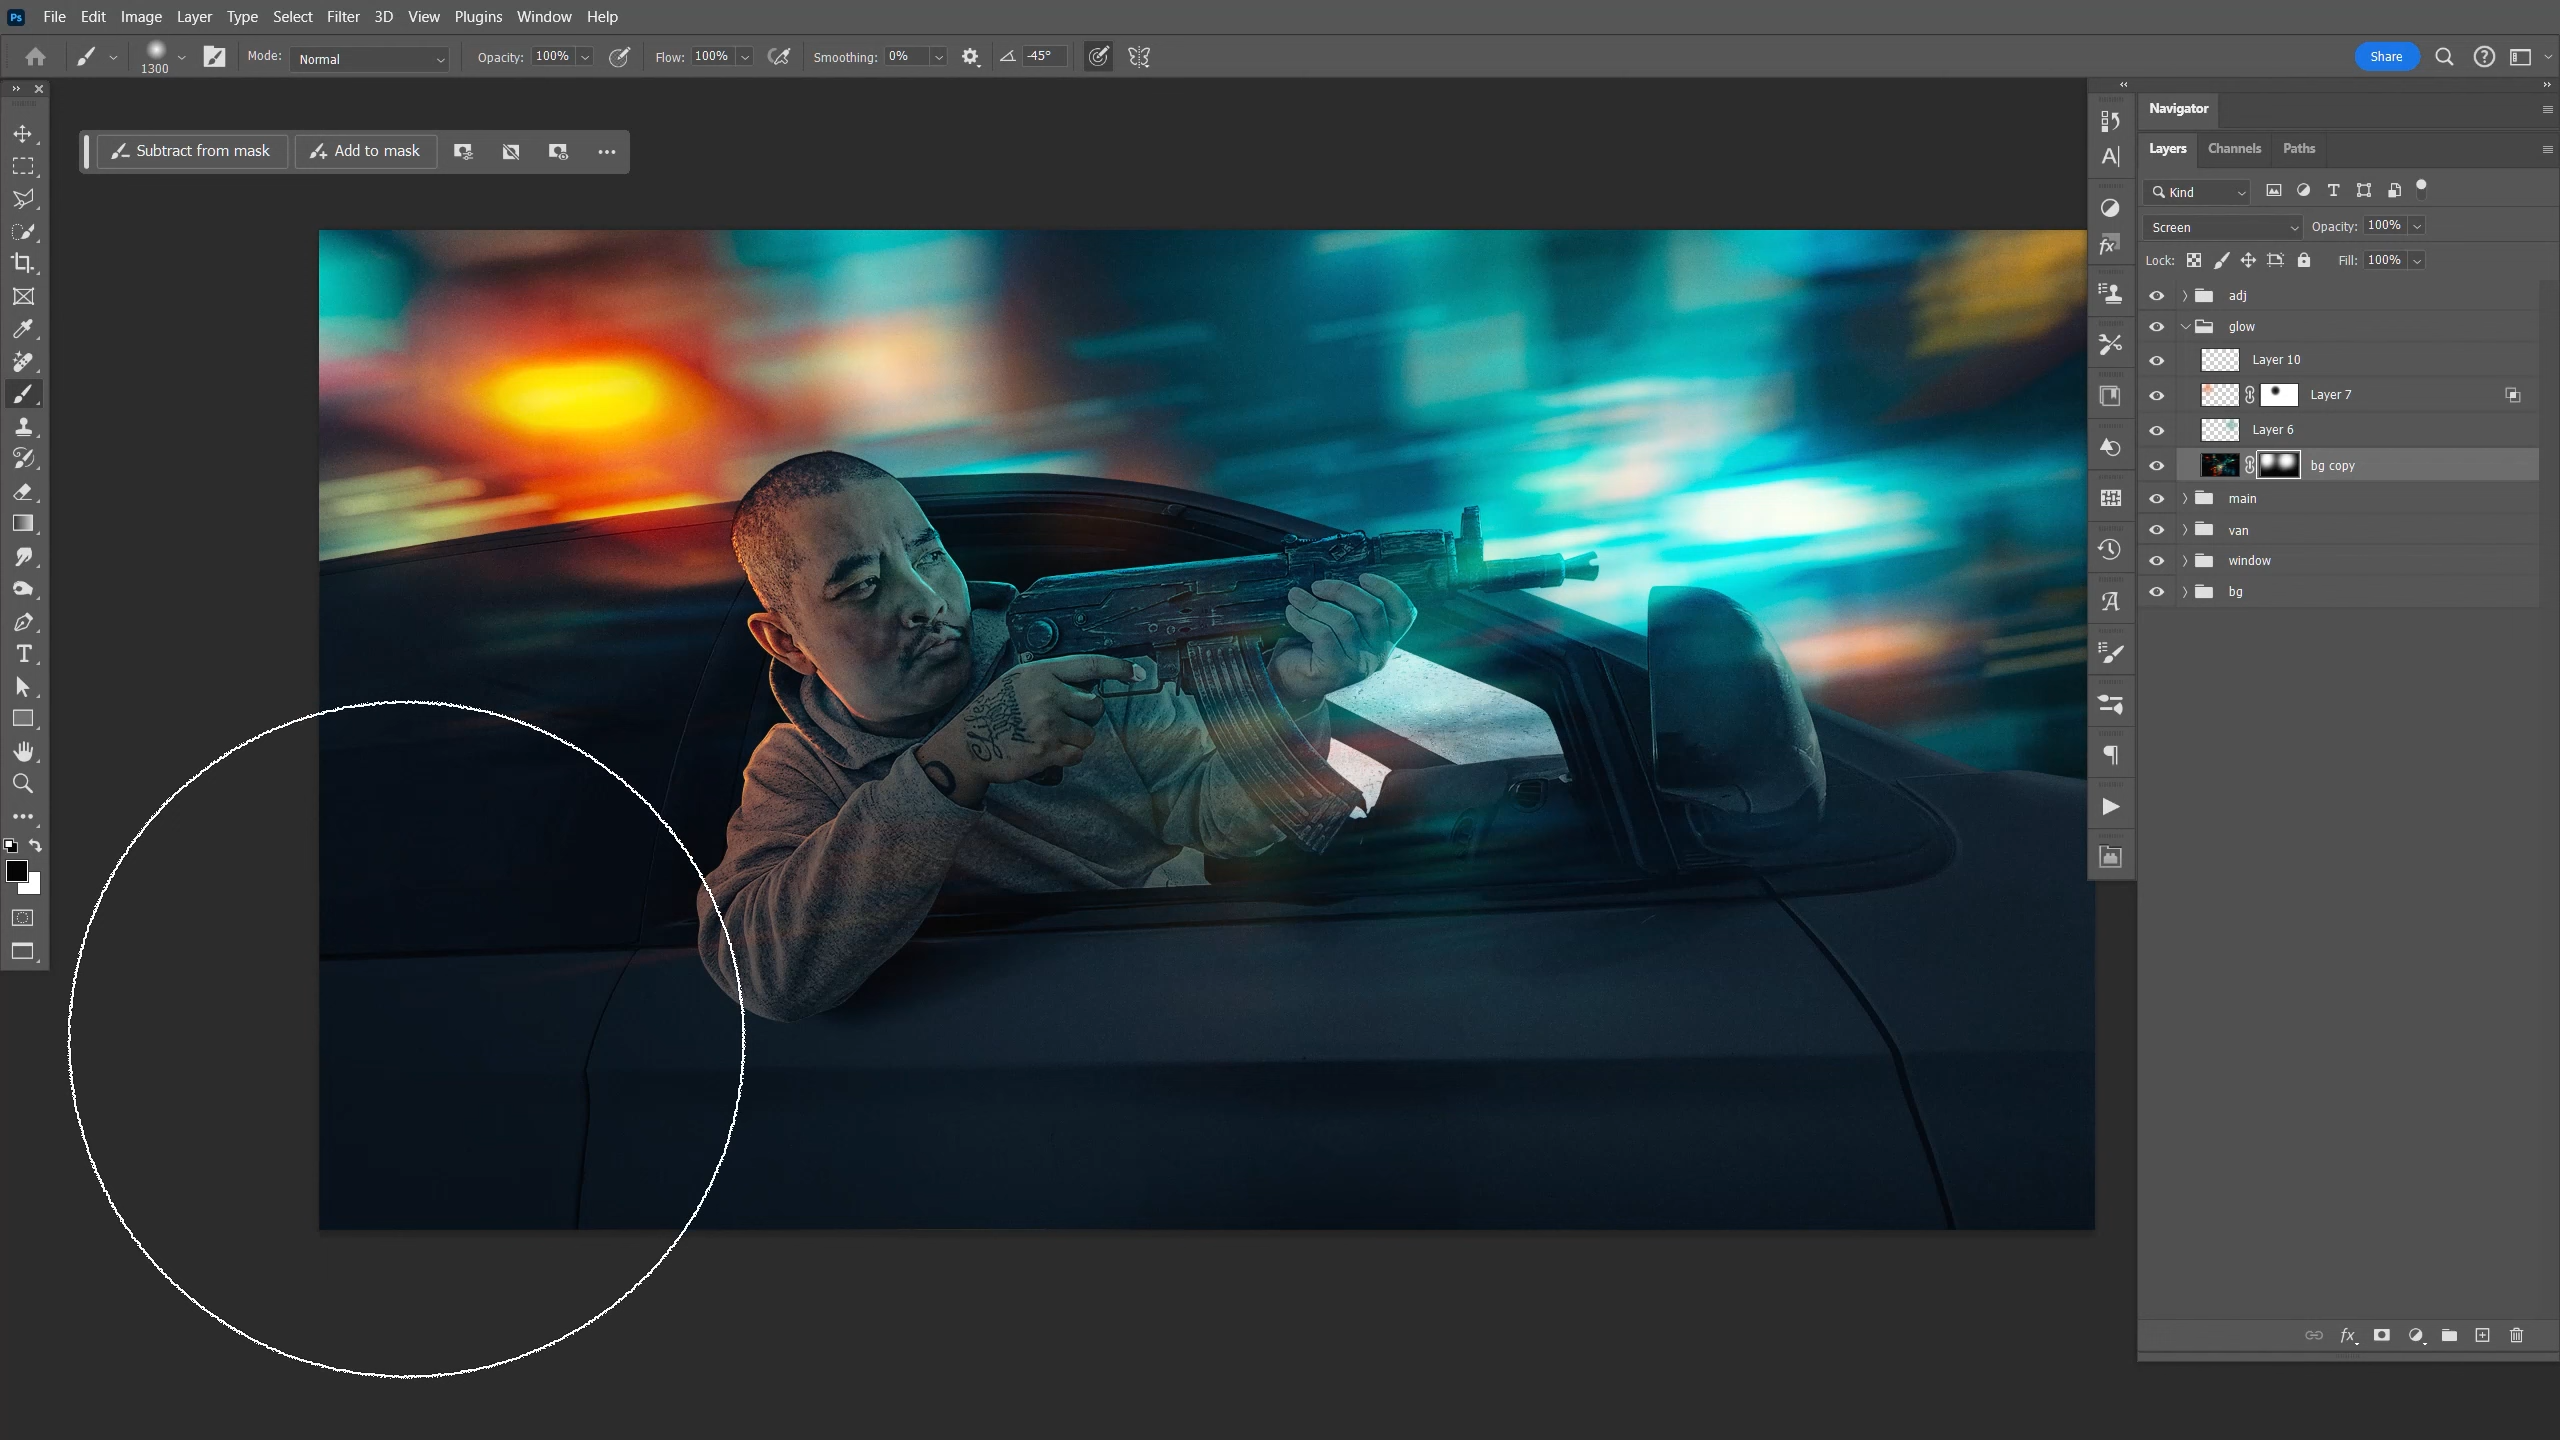 Ps File Edit Image Layer Type Select Filter 3D View Plugins Window Help
1300 Mode: Normal Opacity: 100% Flow: 100% Smoothing: 0% -45° Share
Subtract from mask Add to mask
Navigator
Layers Channels Paths
Kind
Screen Opacity: 100%
Lock: Fill: 100%
adj
glow
Layer 10
Layer 7
Layer 6
bg copy
main
van
window
bg
fx